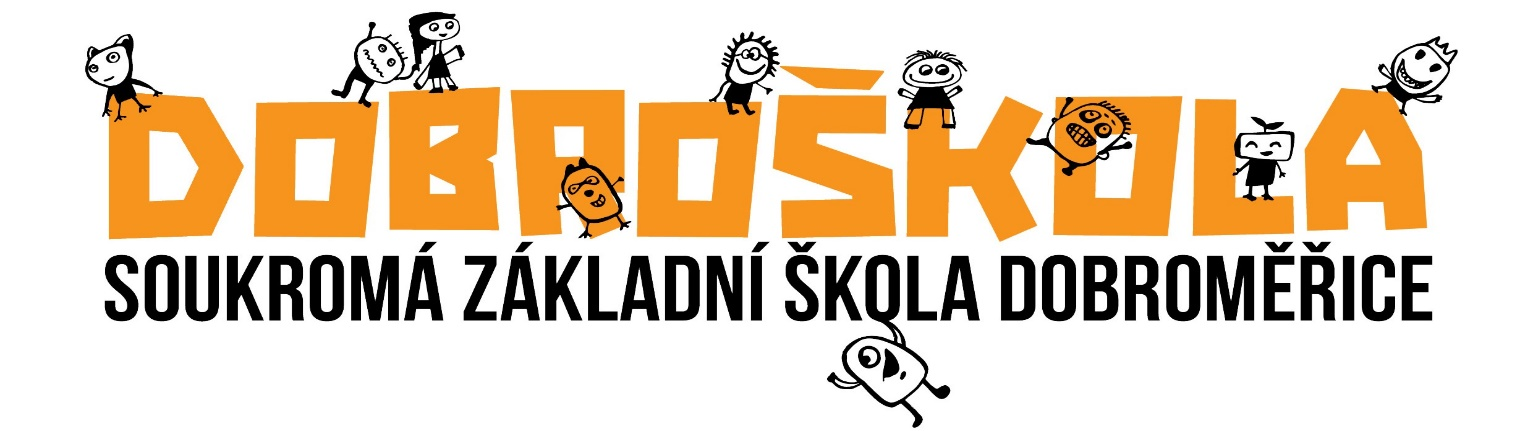 DOBROŠKOLA
SOUKROMÁ ZÁKLADNÍ ŠKOLA DOBROMĚŘICE